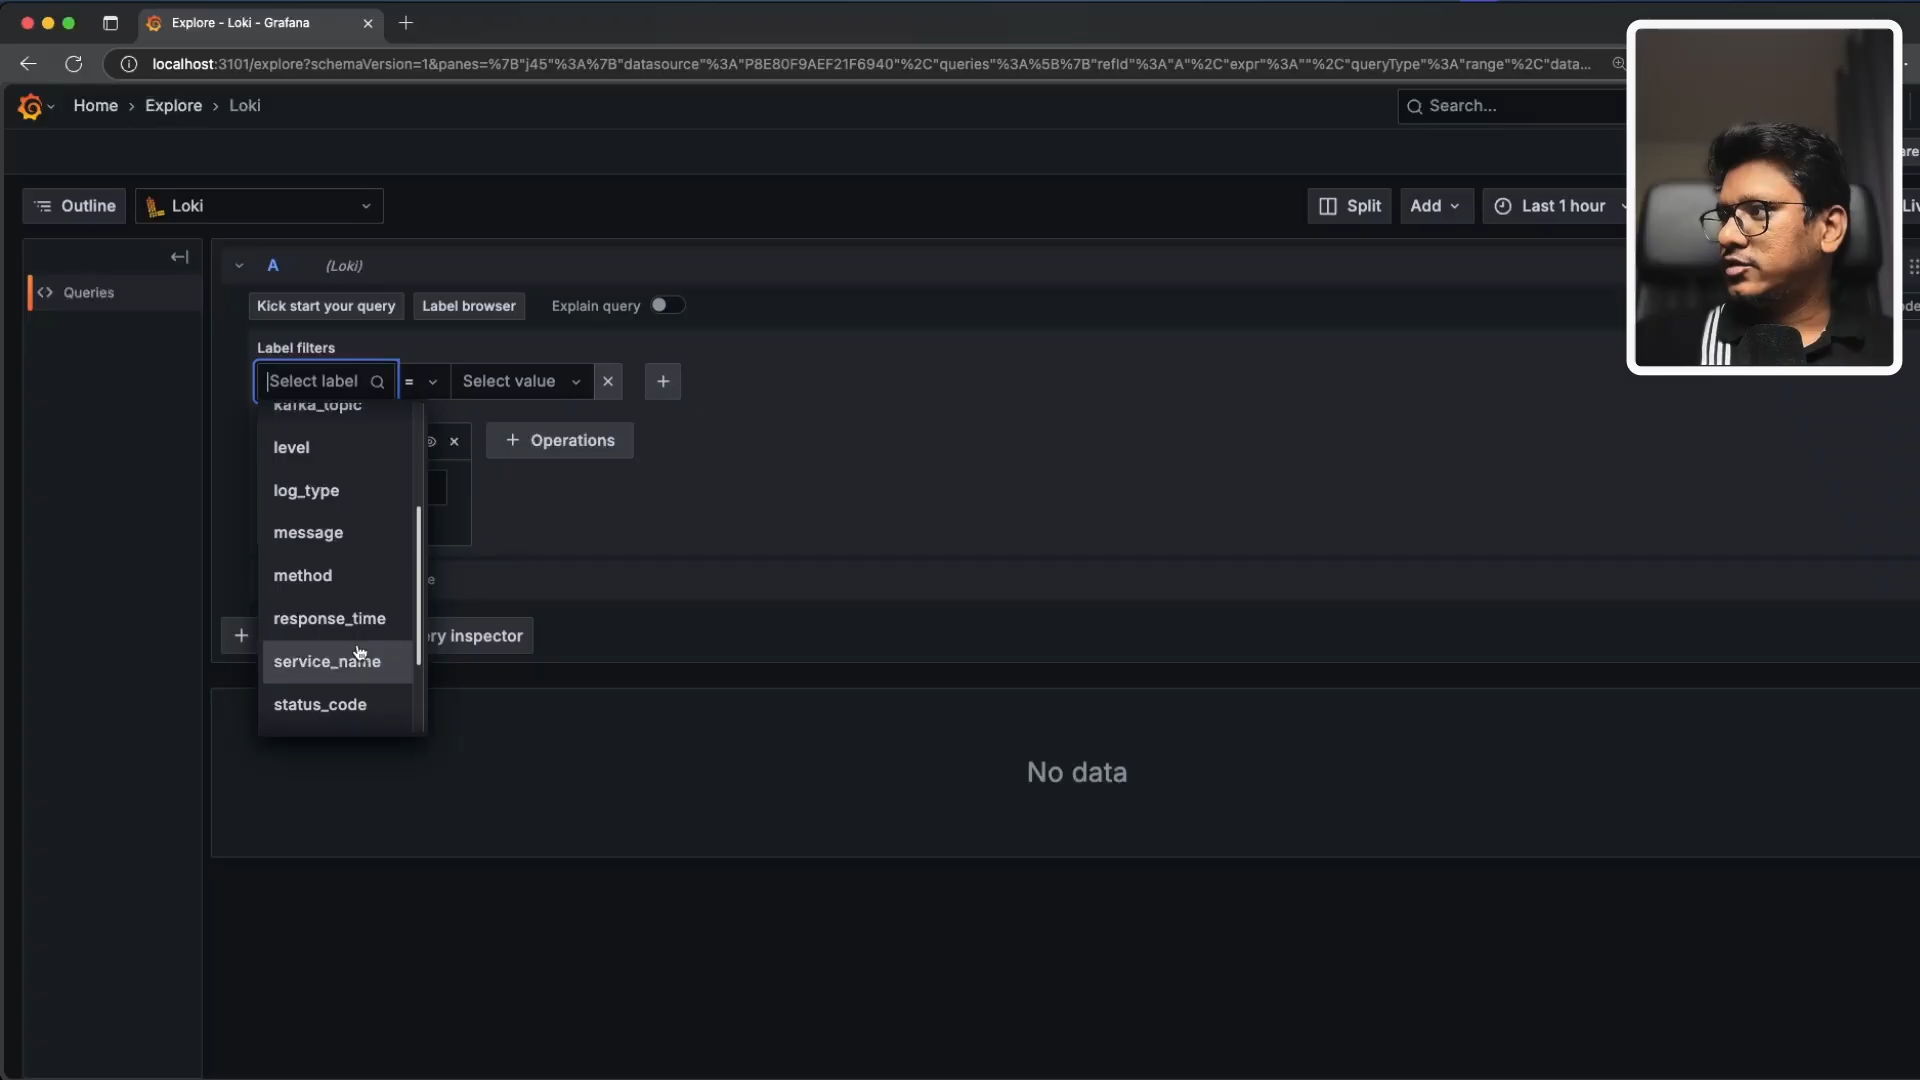 Explore - Loki - Grafana
localhost:3101/explore?schemaVersion=1&panes=%7B"j45"%3A%7B"datasource"%3A"P8E80F9AEF21F6940"%2C"queries"%3A%5B%7B"refId"%3A"A"%2C"expr"%3A""%2C"queryType"%3A"range"%2C"data...
Home > Explore > Loki
Search...
Outline
Loki
Split
Add
Last 1 hour
Queries
A (Loki)
Kick start your query
Label browser
Explain query
Label filters
Select label
=
Select value
kafka_topic
level
+ Operations
log_type
message
method
response_time
service_name
status_code
No data